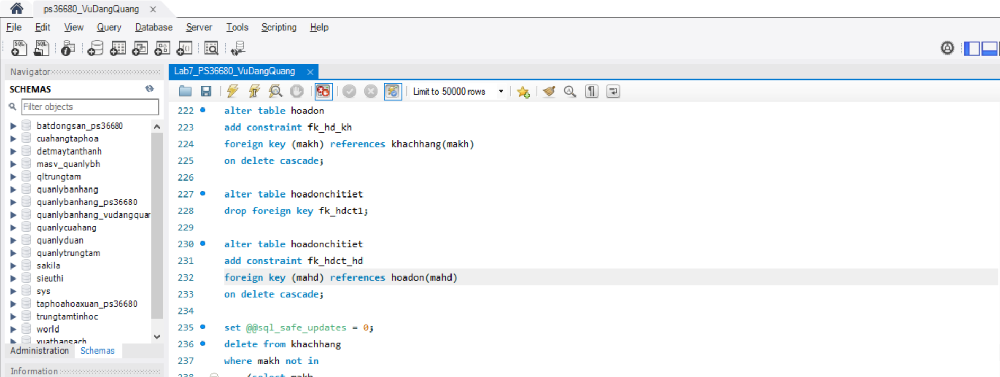 ps36680_VuDangQuang
File Edit View Query Database Server Tools Scripting Help
Navigator
SCHEMAS
Filter objects
batdongsan_ps36680
cuahangtaphoa
detmaytanthanh
masv_quanlybh
qltrungtam
quanlybanhang
quanlybanhang_ps36680
quanlybanhang_vudangquar
quanlycuahang
quanlyduan
quanlytrungtam
sakila
sieuthi
sys
taphoahoaxuan_ps36680
trungtamtinhoc
world
xuatbansach
Administration Schemas
Information
Lab7_PS36680_VuDangQuang
Limit to 50000 rows
222 alter table hoadon
223 add constraint fk_hd_kh
224 foreign key (makh) references khachhang(makh)
225 on delete cascade;
226
227 alter table hoadonchitiet
228 drop foreign key fk_hdct1;
229
230 alter table hoadonchitiet
231 add constraint fk_hdct_hd
232 foreign key (mahd) references hoadon(mahd)
233 on delete cascade;
234
235 set @@sql_safe_updates = 0;
236 delete from khachhang
237 where makh not in
238 (select makh